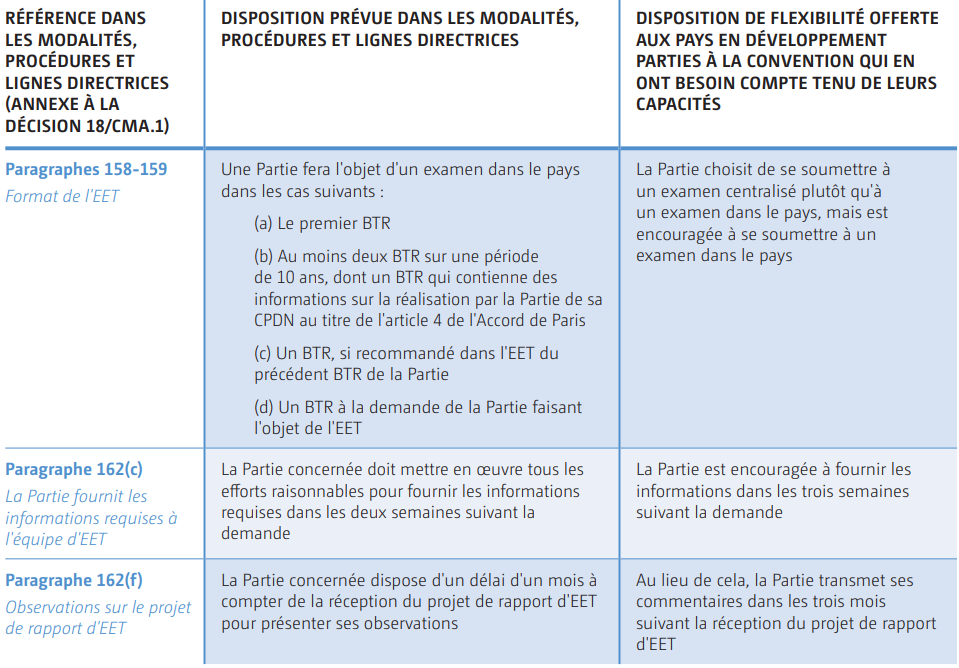 RÉFÉRENCE DANS
LES MODALITÉS,
PROCÉDURES ET
LIGNES DIRECTRICES
(ANNEXE À LA
DÉCISION 18/CMA.1)
DISPOSITION PRÉVUE DANS LES MODALITÉS,
PROCÉDURES ET LIGNES DIRECTRICES
DISPOSITION DE FLEXIBILITÉ OFFERTE
AUX PAYS EN DÉVELOPPEMENT
PARTIES À LA CONVENTION QUI EN
ONT BESOIN COMPTE TENU DE LEURS
CAPACITÉS
Paragraphes 158-159
Format de l'EET
Une Partie fera l'objet d'un examen dans le pays
dans les cas suivants :
(a) Le premier BTR
(b) Au moins deux BTR sur une période
de 10 ans, dont un BTR qui contienne des
informations sur la réalisation par la Partie de sa
CPDN au titre de l'article 4 de l'Accord de Paris
(c) Un BTR, si recommandé dans l'EET du
précédent BTR de la Partie
(d) Un BTR à la demande de la Partie faisant
l'objet de l'EET
La Partie choisit de se soumettre à
un examen centralisé plutôt qu'à
un examen dans le pays, mais est
encouragée à se soumettre à un
examen dans le pays
Paragraphe 162(c)
La Partie fournit les
informations requises à
l'équipe d'EET
La Partie concernée doit mettre en œuvre tous les
efforts raisonnables pour fournir les informations
requises dans les deux semaines suivant la
demande
La Partie est encouragée à fournir les
informations dans les trois semaines
suivant la demande
Paragraphe 162(f)
Observations sur le projet
de rapport d'EET
La Partie concernée dispose d'un délai d'un mois à
compter de la réception du projet de rapport d'EET
pour présenter ses observations
Au lieu de cela, la Partie transmet ses
commentaires dans les trois mois
suivant la réception du projet de rapport
d'EET